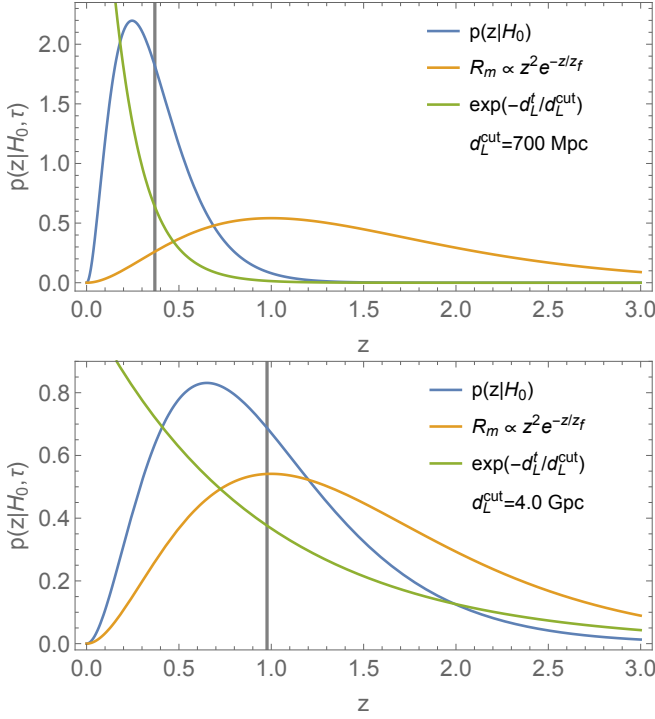 p(z|H₀)
Rₘ ∝ z²e^{-z/z_f}
exp(-d_L^t/d_L^cut)
d_L^cut=700 Mpc
p(z|H₀, τ)
2.0
1.5
1.0
0.5
0.0
0.0 0.5 1.0 1.5 2.0 2.5 3.0
z
p(z|H₀)
Rₘ ∝ z²e^{-z/z_f}
exp(-d_L^t/d_L^cut)
d_L^cut=4.0 Gpc
p(z|H₀, τ)
0.8
0.6
0.4
0.2
0.0
0.0 0.5 1.0 1.5 2.0 2.5 3.0
z